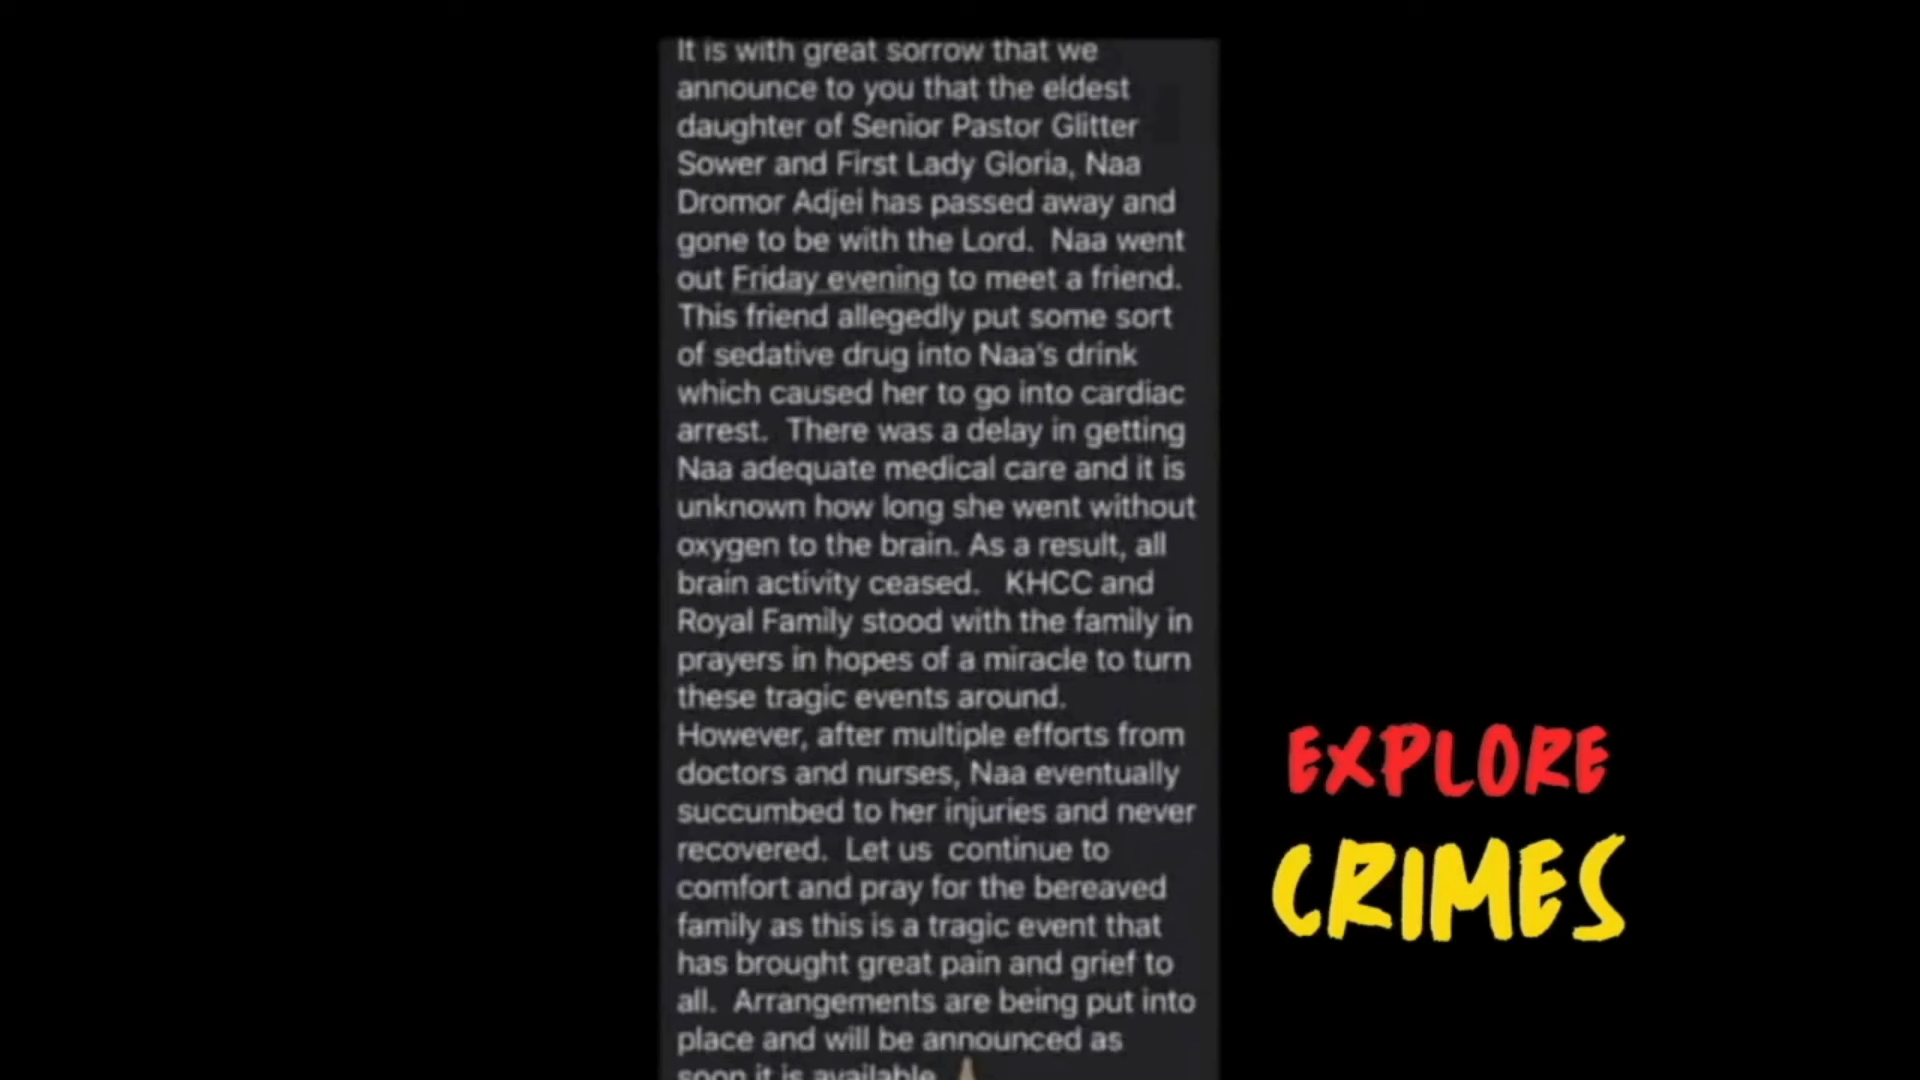 It is with great sorrow that we
announce to you that the eldest
daughter of Senior Pastor Glitter
Sower and First Lady Gloria, Naa
Dromor Adjei has passed away and
gone to be with the Lord.  Naa went
out Friday evening to meet a friend.
This friend allegedly put some sort
of sedative drug into Naa's drink
which caused her to go into cardiac
arrest.  There was a delay in getting
Naa adequate medical care and it is
unknown how long she went without
oxygen to the brain. As a result, all
brain activity ceased.   KHCC and
Royal Family stood with the family in
prayers in hopes of a miracle to turn
these tragic events around.
However, after multiple efforts from
doctors and nurses, Naa eventually
succumbed to her injuries and never
recovered.  Let us  continue to
comfort and pray for the bereaved
family as this is a tragic event that
has brought great pain and grief to
all.  Arrangements are being put into
place and will be announced as
soon it is available
EXPLORE
CRIMES